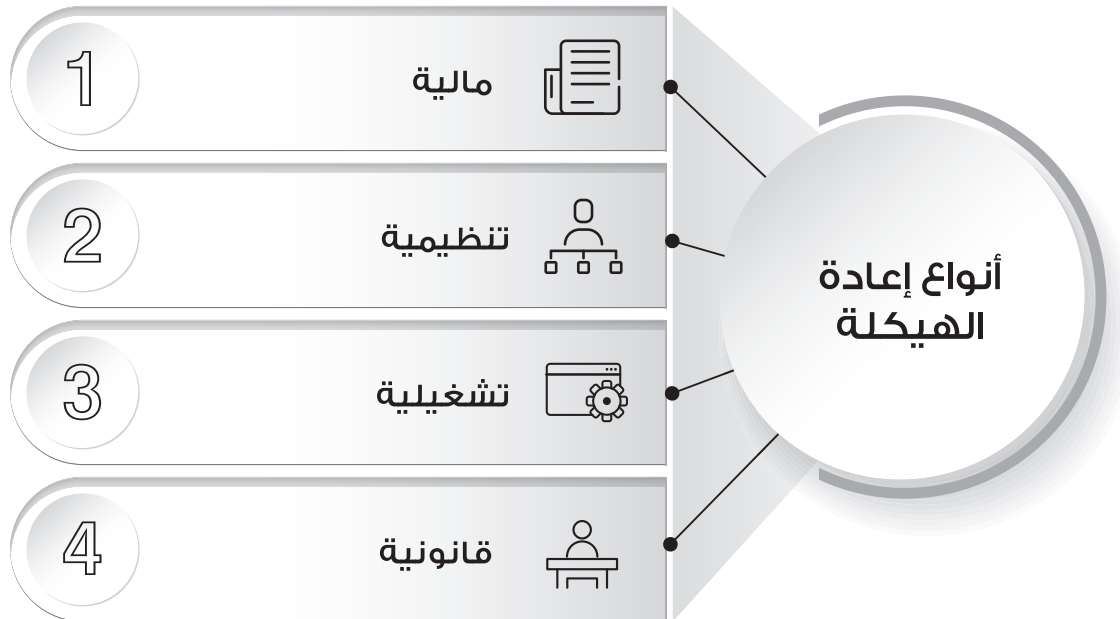 أنواع إعادة
الهيكلة
1
مالية
2
تنظيمية
3
تشغيلية
4
قانونية